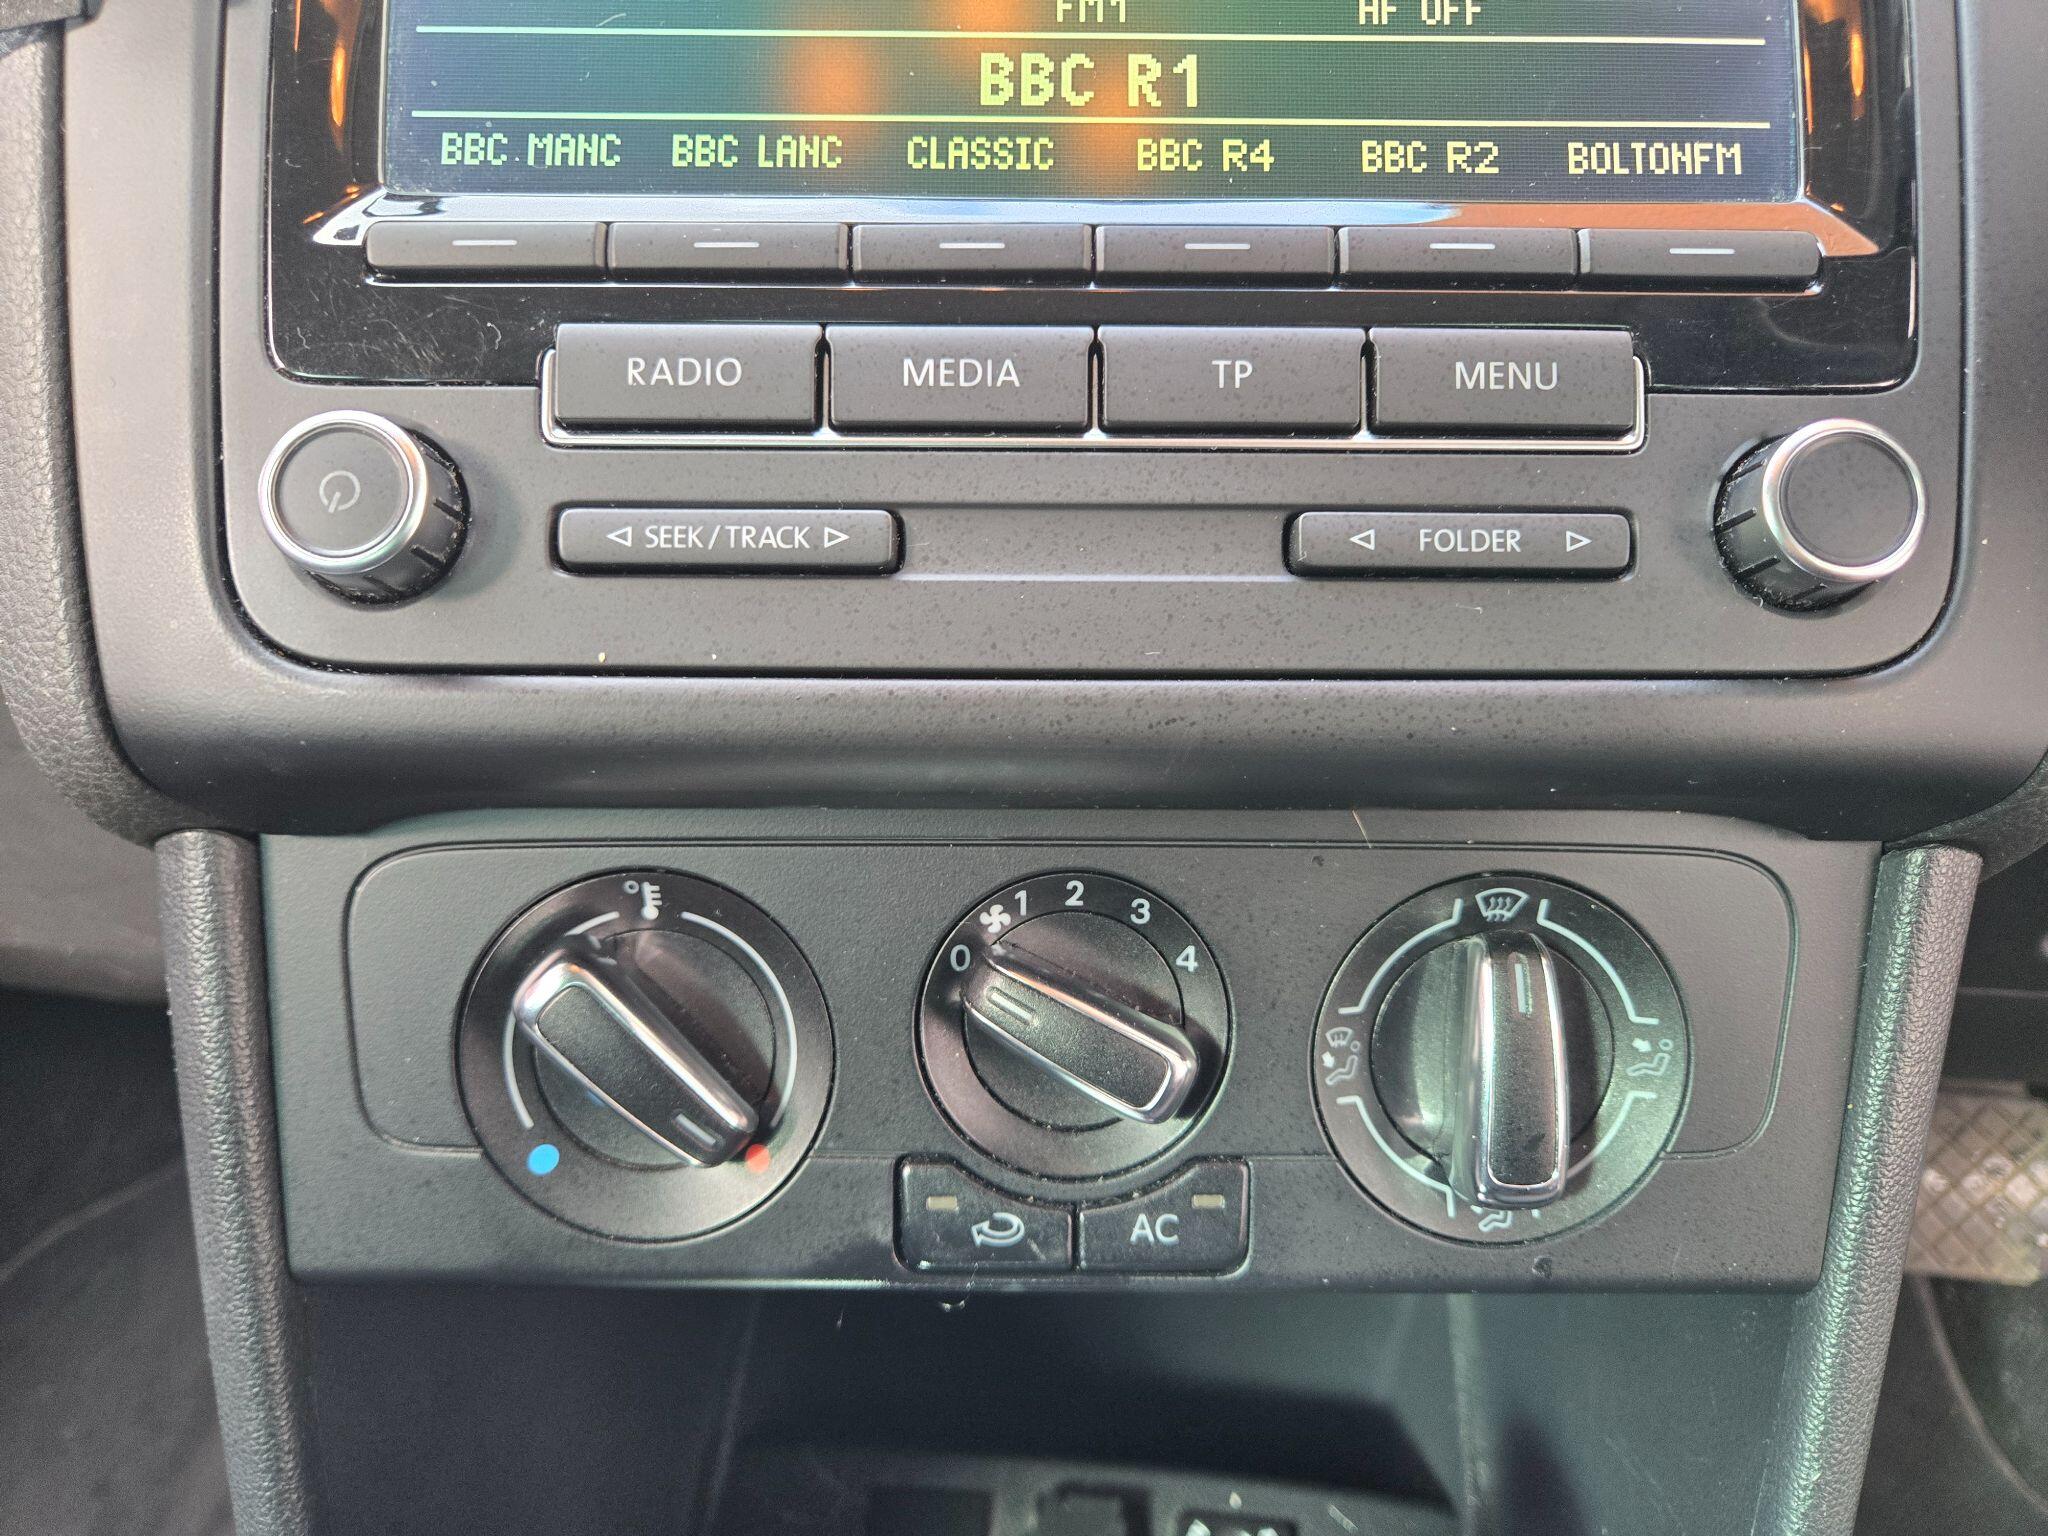 FM1 AF OFF
BBC R1
BBC MANC BBC LANC CLASSIC BBC R4 BBC R2 BOLTONFM
RADIO MEDIA TP MENU
SEEK/TRACK FOLDER
0 1 2 3 4
AC